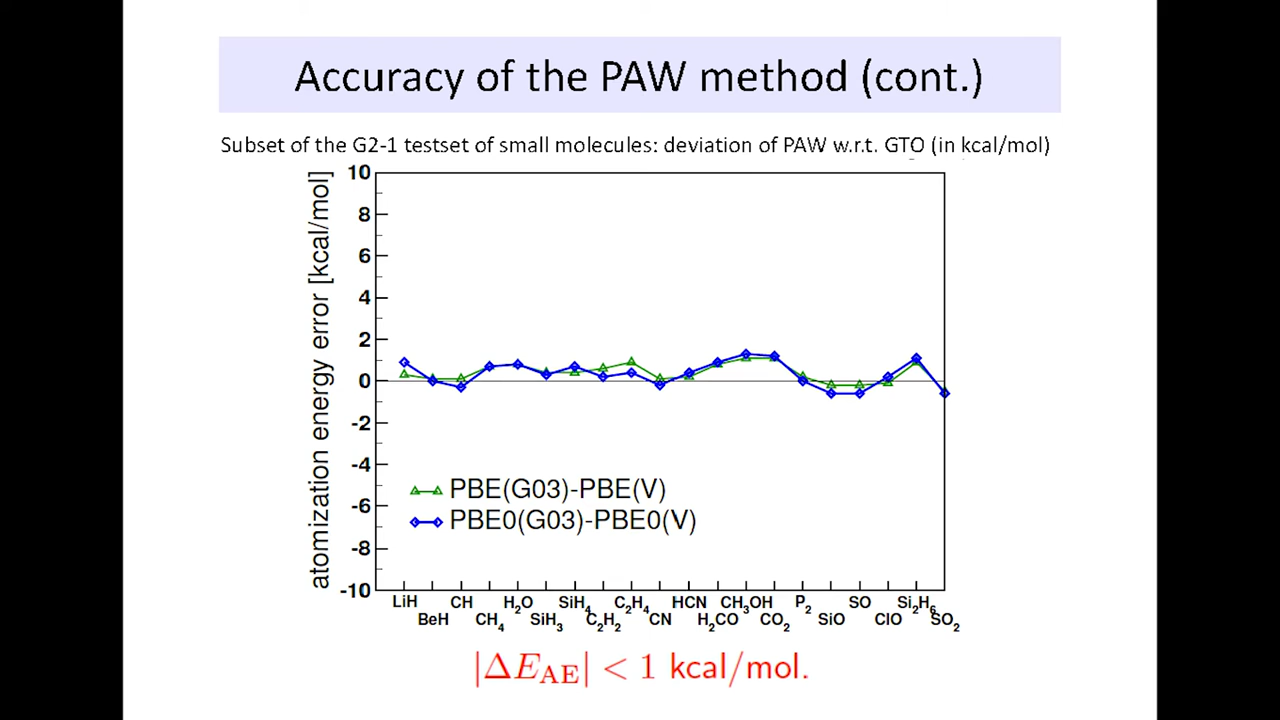 Accuracy of the PAW method (cont.)
Subset of the G2-1 testset of small molecules: deviation of PAW w.r.t. GTO (in kcal/mol)
atomization energy error [kcal/mol]
10
8
6
4
2
0
-2
-4
-6
-8
-10
PBE(G03)-PBE(V)
PBE0(G03)-PBE0(V)
LiH CH H₂O SiH₄ C₂H₄ HCN CH₃OH P₂ SO Si₂H₆
BeH CH₄ SiH₃ C₂H₂ CN H₂CO CO₂ SiO ClO SO₂
|ΔE_AE| < 1 kcal/mol.